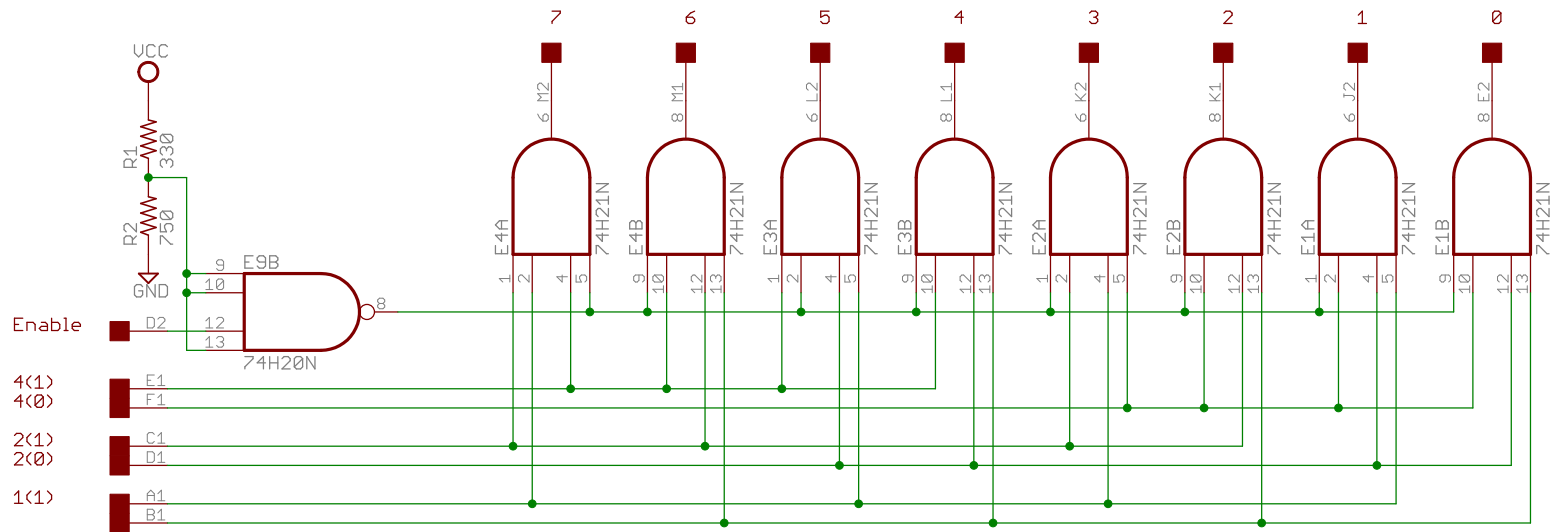 7 6 5 4 3 2 1 0
VCC
6 M2 8 M1 6 L2 8 L1 6 K2 8 K1 6 J2 8 E2
R1 330
R2 750
GND
E4A 74H21N E4B 74H21N E3A 74H21N E3B 74H21N E2A 74H21N E2B 74H21N E1A 74H21N E1B 74H21N
1 2 4 5 9 10 12 13 1 2 4 5 9 10 12 13 1 2 4 5 9 10 12 13 1 2 4 5 9 10 12 13
E9B
9
10
8
Enable D2 12
13
74H20N
4(1) E1
4(0) F1
2(1) C1
2(0) D1
1(1) A1
B1